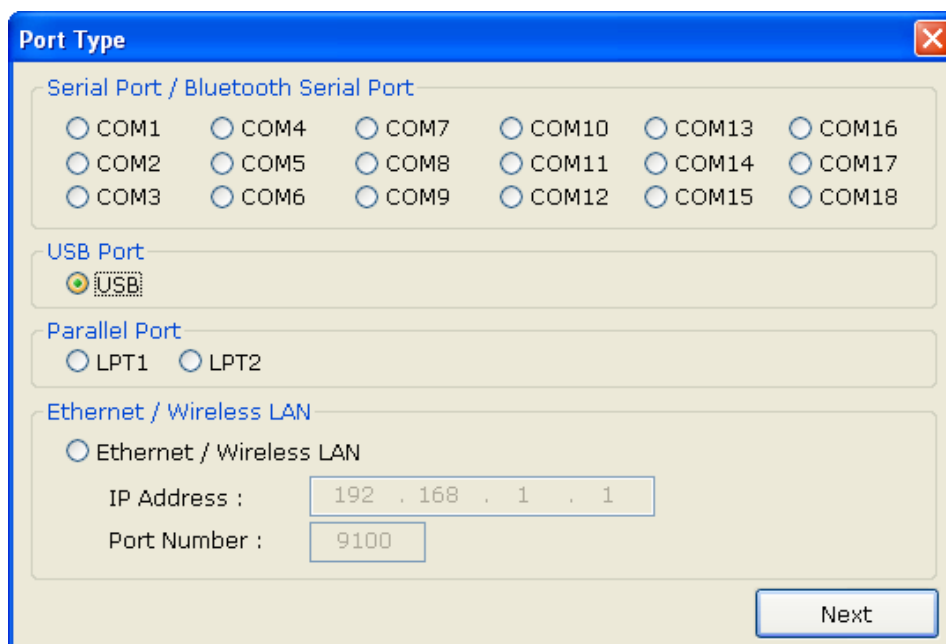 Port Type
Serial Port / Bluetooth Serial Port
COM1 COM4 COM7 COM10 COM13 COM16
COM2 COM5 COM8 COM11 COM14 COM17
COM3 COM6 COM9 COM12 COM15 COM18
USB Port
USB
Parallel Port
LPT1 LPT2
Ethernet / Wireless LAN
Ethernet / Wireless LAN
IP Address : 192 . 168 . 1 . 1
Port Number : 9100
Next